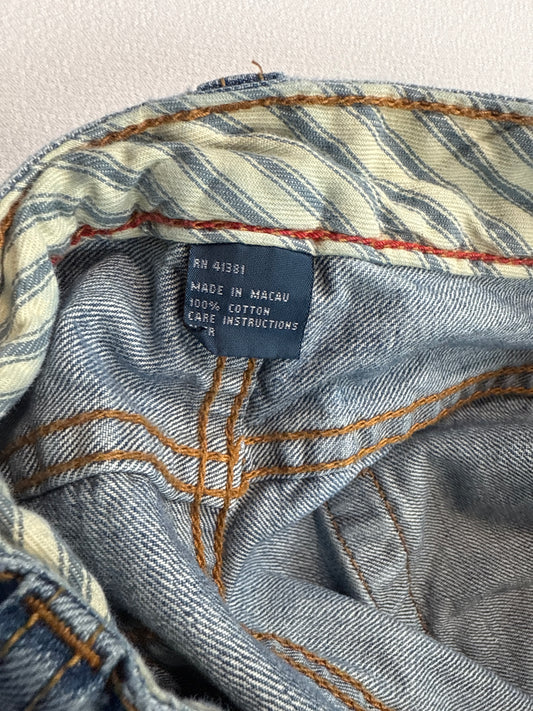 RN 41381
MADE IN MACAU
100% COTTON
CARE INSTRUCTIONS